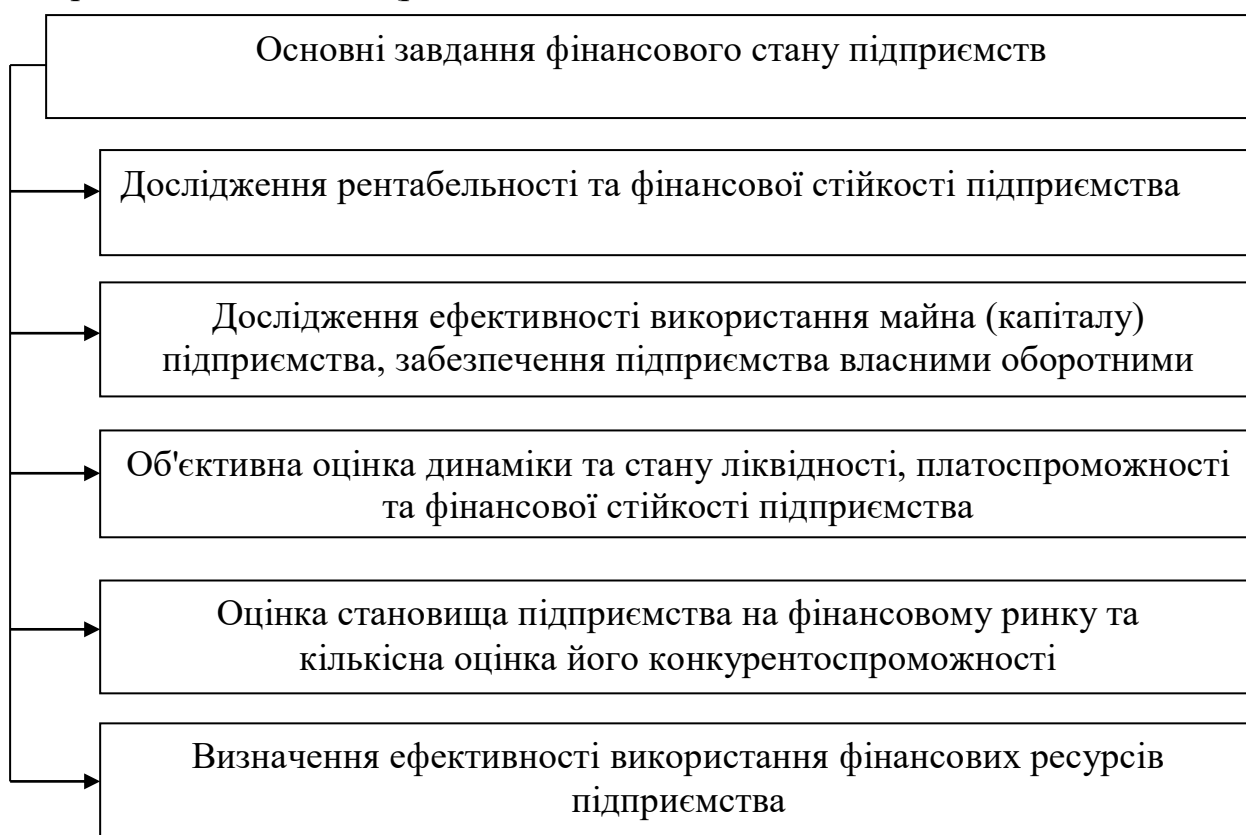 Основні завдання фінансового стану підприємств
Дослідження рентабельності та фінансової стійкості підприємства
Дослідження ефективності використання майна (капіталу)
підприємства, забезпечення підприємства власними оборотними
Об'єктивна оцінка динаміки та стану ліквідності, платоспроможності
та фінансової стійкості підприємства
Оцінка становища підприємства на фінансовому ринку та
кількісна оцінка його конкурентоспроможності
Визначення ефективності використання фінансових ресурсів
підприємства